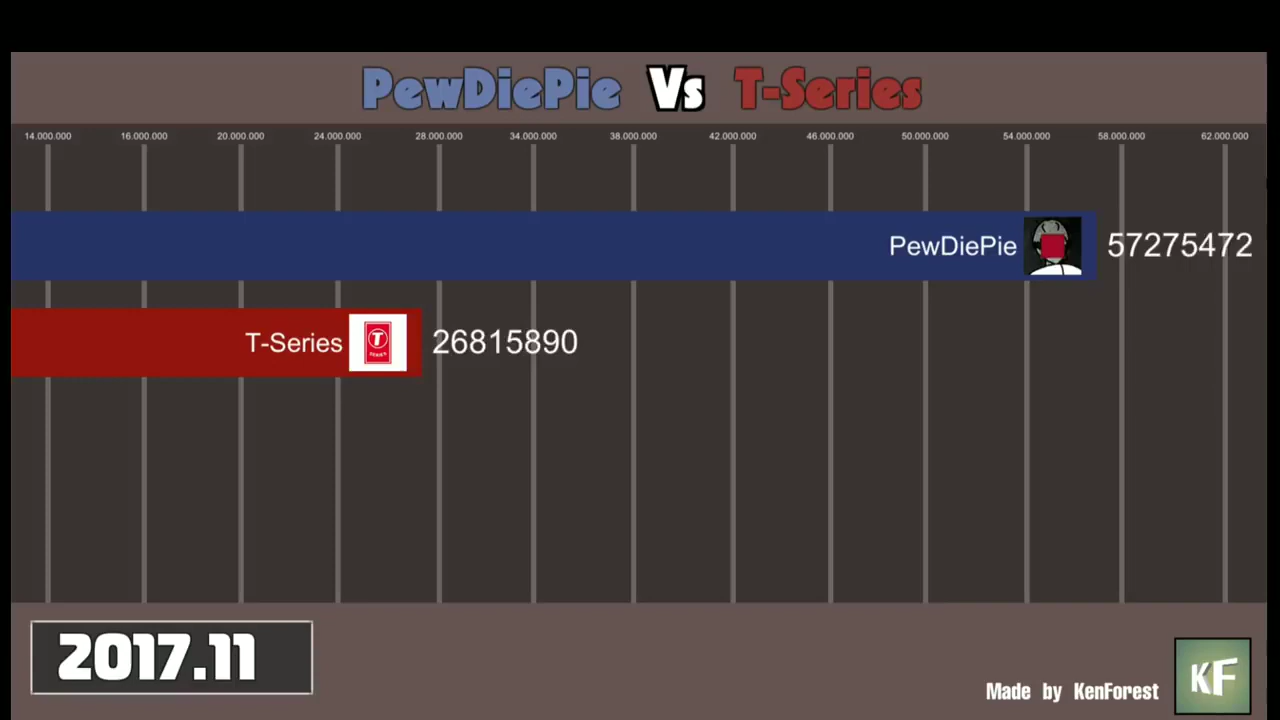 PewDiePie Vs T-Series
14.000.000 16.000.000 20.000.000 24.000.000 28.000.000 34.000.000 38.000.000 42.000.000 46.000.000 50.000.000 54.000.000 58.000.000 62.000.000
PewDiePie 57275472
T-Series T SERIES 26815890
2017.11
Made by KenForest KF